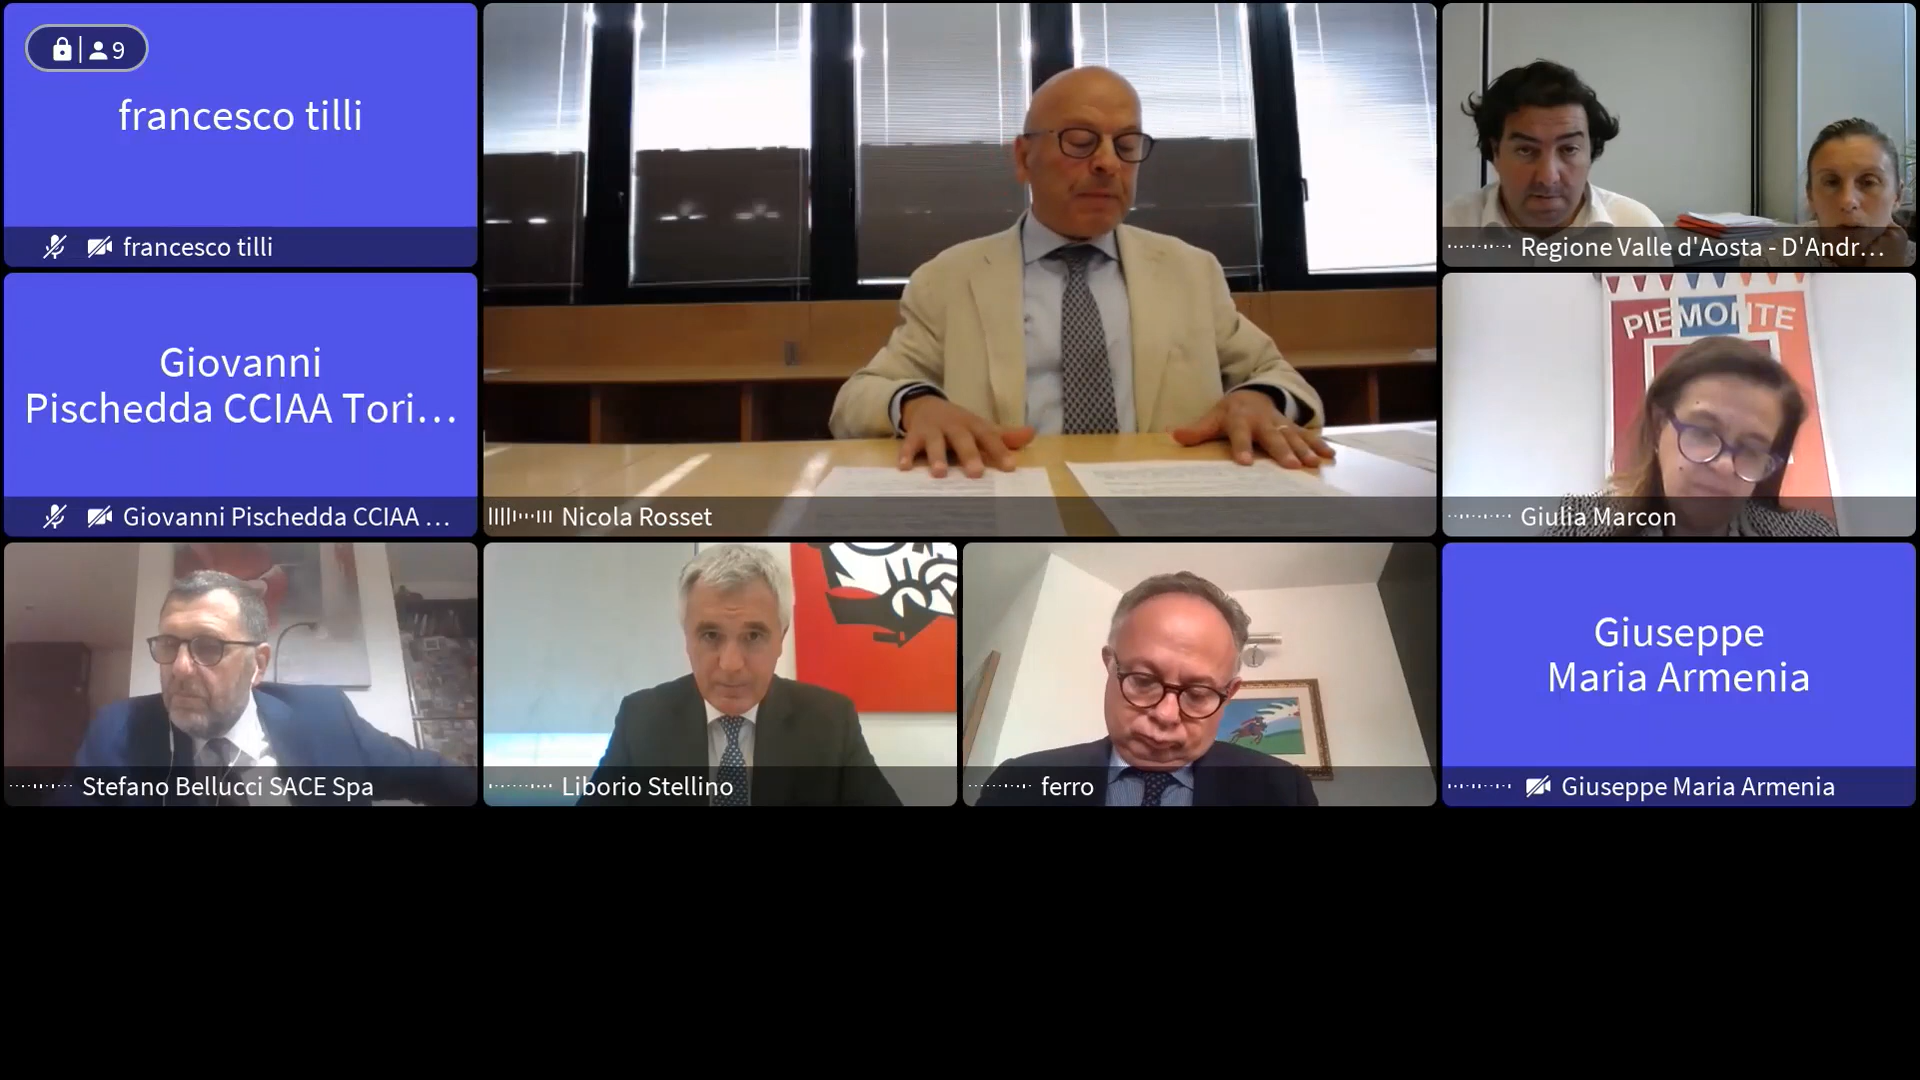 9
francesco tilli
francesco tilli
Giovanni
Pischedda CCIAA Tori...
Giovanni Pischedda CCIAA ...
Nicola Rosset
Regione Valle d'Aosta - D'Andr...
PIEMONTE
Giulia Marcon
Stefano Bellucci SACE Spa
Liborio Stellino
ferro
Giuseppe
Maria Armenia
Giuseppe Maria Armenia